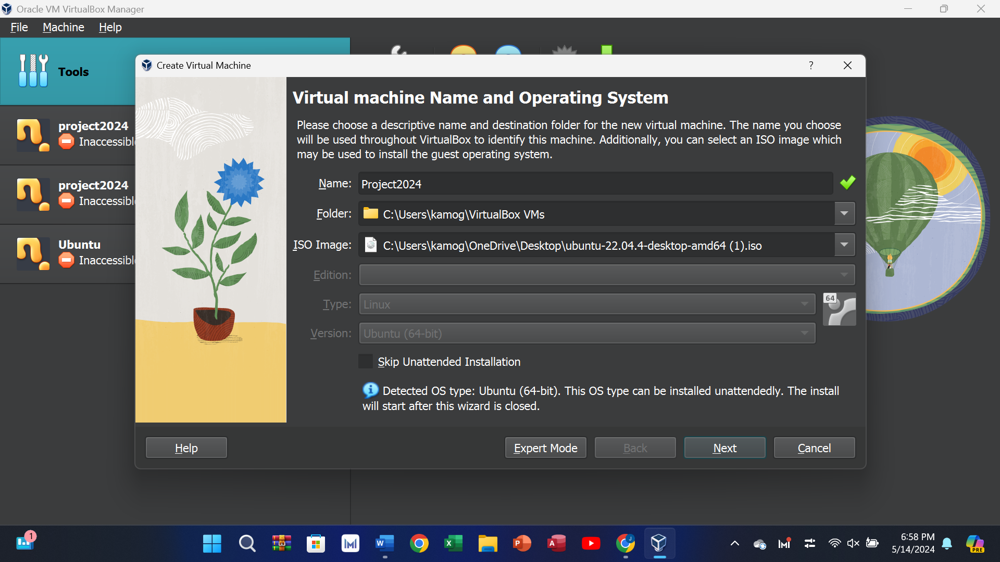 Oracle VM VirtualBox Manager
File Machine Help
Tools
project2024
Inaccessible
project2024
Inaccessible
Ubuntu
Inaccessible
Create Virtual Machine
?
Virtual machine Name and Operating System
Please choose a descriptive name and destination folder for the new virtual machine. The name you choose
will be used throughout VirtualBox to identify this machine. Additionally, you can select an ISO image which
may be used to install the guest operating system.
Name: Project2024
Folder: C:\Users\kamog\VirtualBox VMs
ISO Image: C:\Users\kamog\OneDrive\Desktop\ubuntu-22.04.4-desktop-amd64 (1).iso
Edition:
Type: Linux
64
Version: Ubuntu (64-bit)
Skip Unattended Installation
Detected OS type: Ubuntu (64-bit). This OS type can be installed unattendedly. The install
will start after this wizard is closed.
Help Expert Mode Back Next Cancel
1
W
X
P
A
J
6:58 PM
5/14/2024
PRE